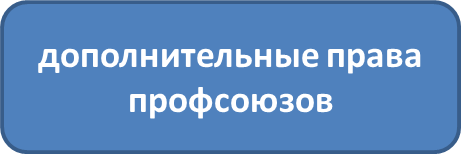 дополнительные права
профсоюзов